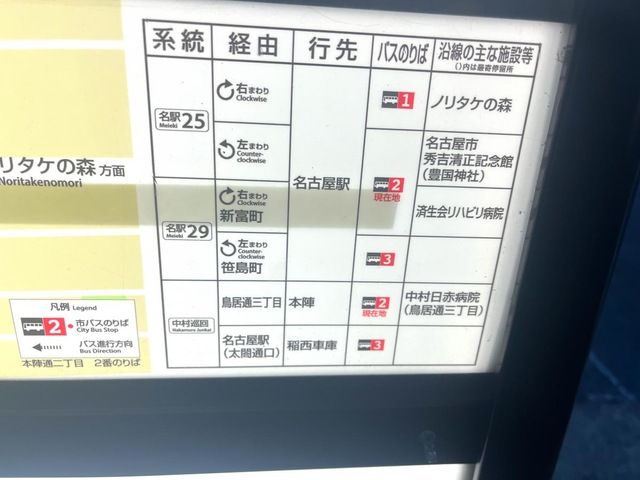 系統 経由 行先 バスのりば 沿線の主な施設等
()内は最寄停留所
名駅 25
Meieki
右まわり
Clockwise
名古屋駅
1
ノリタケの森
左まわり
Counter-
clockwise
2
現在地
名古屋市
秀吉清正記念館
(豊国神社)
名駅 29
Meieki
右まわり
Clockwise
新富町
済生会リハビリ病院
左まわり
Counter-
clockwise
笹島町
3
中村巡回
Nakamura Junkai
鳥居通三丁目
本陣
2
現在地
中村日赤病院
(鳥居通三丁目)
名古屋駅
(太閤通口)
稲西車庫
3
リタケの森 方面
Noritakenomori
凡例 Legend
2・市バスのりば
City Bus Stop
バス進行方向
Bus Direction
本陣通二丁目 2番のりば